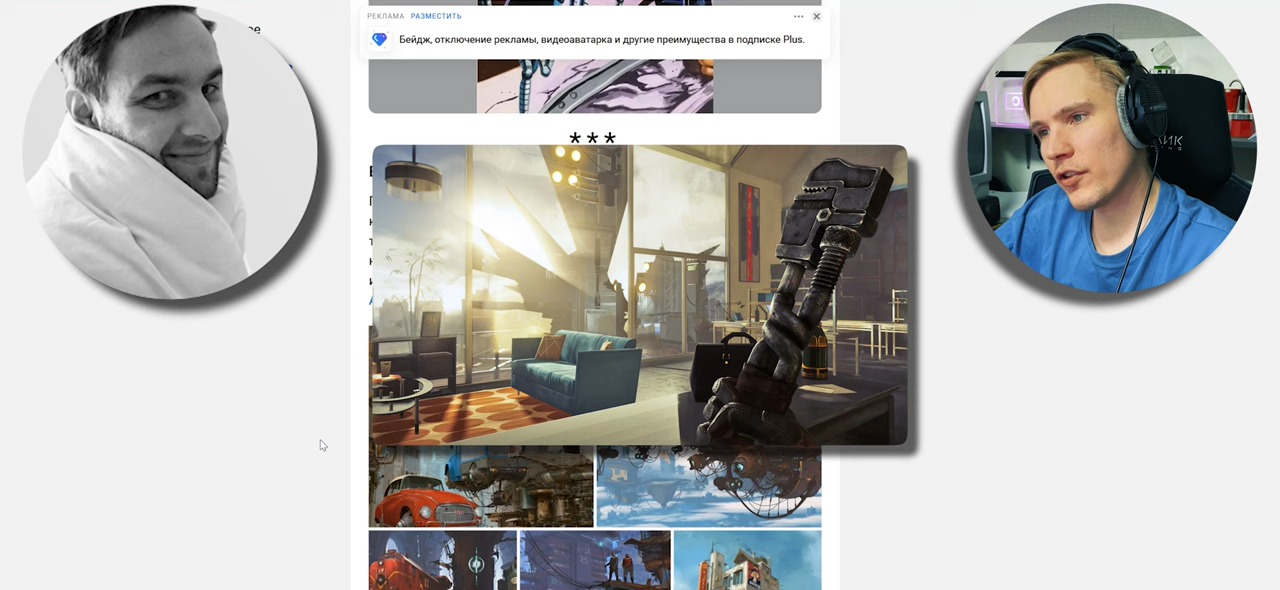 РЕКЛАМА РАЗМЕСТИТЬ
Бейдж, отключение рекламы, видеоаватарка и другие преимущества в подписке Plus.
***